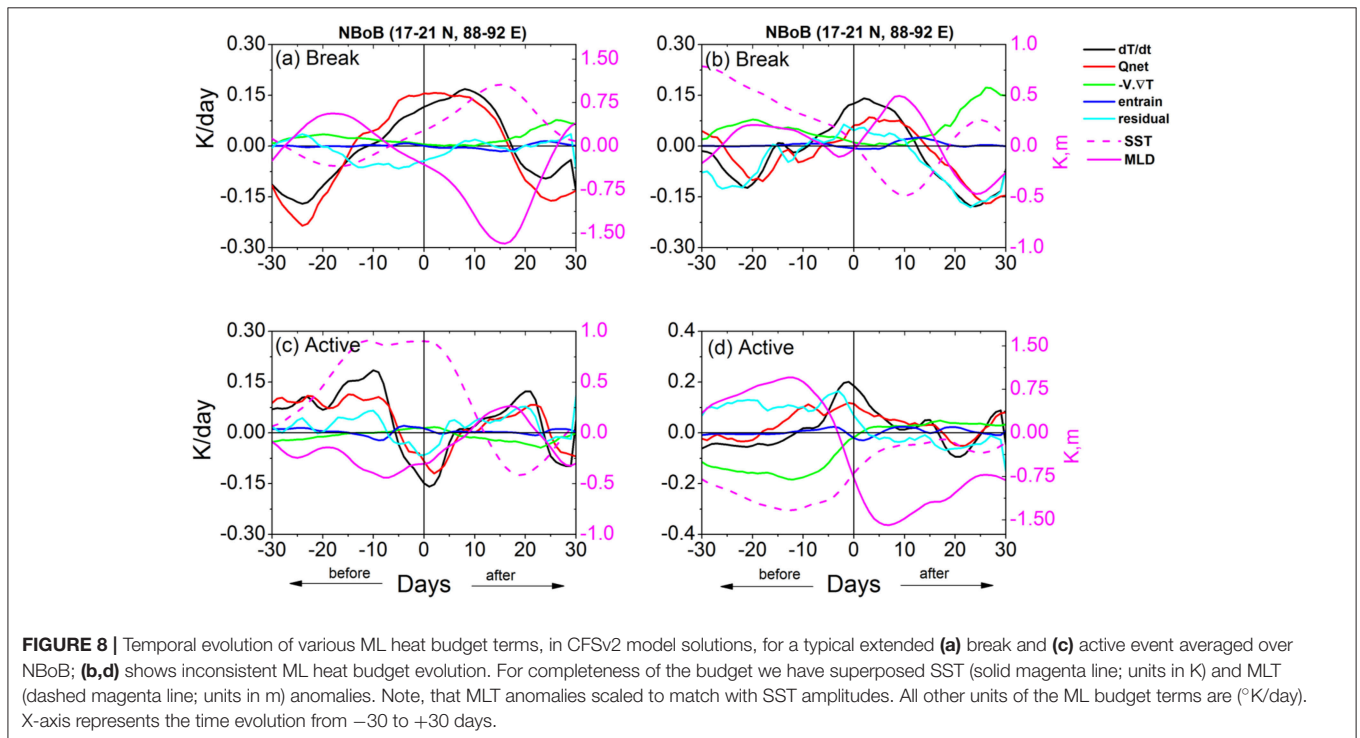 NBoB (17-21 N, 88-92 E)
NBoB (17-21 N, 88-92 E)
0.30
0.15
0.00
-0.15
-0.30
K/day
(a) Break
1.50
0.75
0.00
-0.75
-1.50
-30 -20 -10 0 10 20 30
0.30
0.15
0.00
-0.15
-0.30
(b) Break
1.0
0.5
0.0
-0.5
-1.0
K,m
-30 -20 -10 0 10 20 30
dT/dt
Qnet
-V.∇T
entrain
residual
SST
MLD
0.30
0.15
0.00
-0.15
-0.30
K/day
(c) Active
1.0
0.5
0.0
-0.5
-1.0
-30 -20 -10 0 10 20 30
before Days after
0.4
0.2
0.0
-0.2
-0.4
(d) Active
1.50
0.75
0.00
-0.75
-1.50
K,m
-30 -20 -10 0 10 20 30
before Days after
FIGURE 8 | Temporal evolution of various ML heat budget terms, in CFSv2 model solutions, for a typical extended (a) break and (c) active event averaged over
NBoB; (b,d) shows inconsistent ML heat budget evolution. For completeness of the budget we have superposed SST (solid magenta line; units in K) and MLT
(dashed magenta line; units in m) anomalies. Note, that MLT anomalies scaled to match with SST amplitudes. All other units of the ML budget terms are (°K/day).
X-axis represents the time evolution from −30 to +30 days.